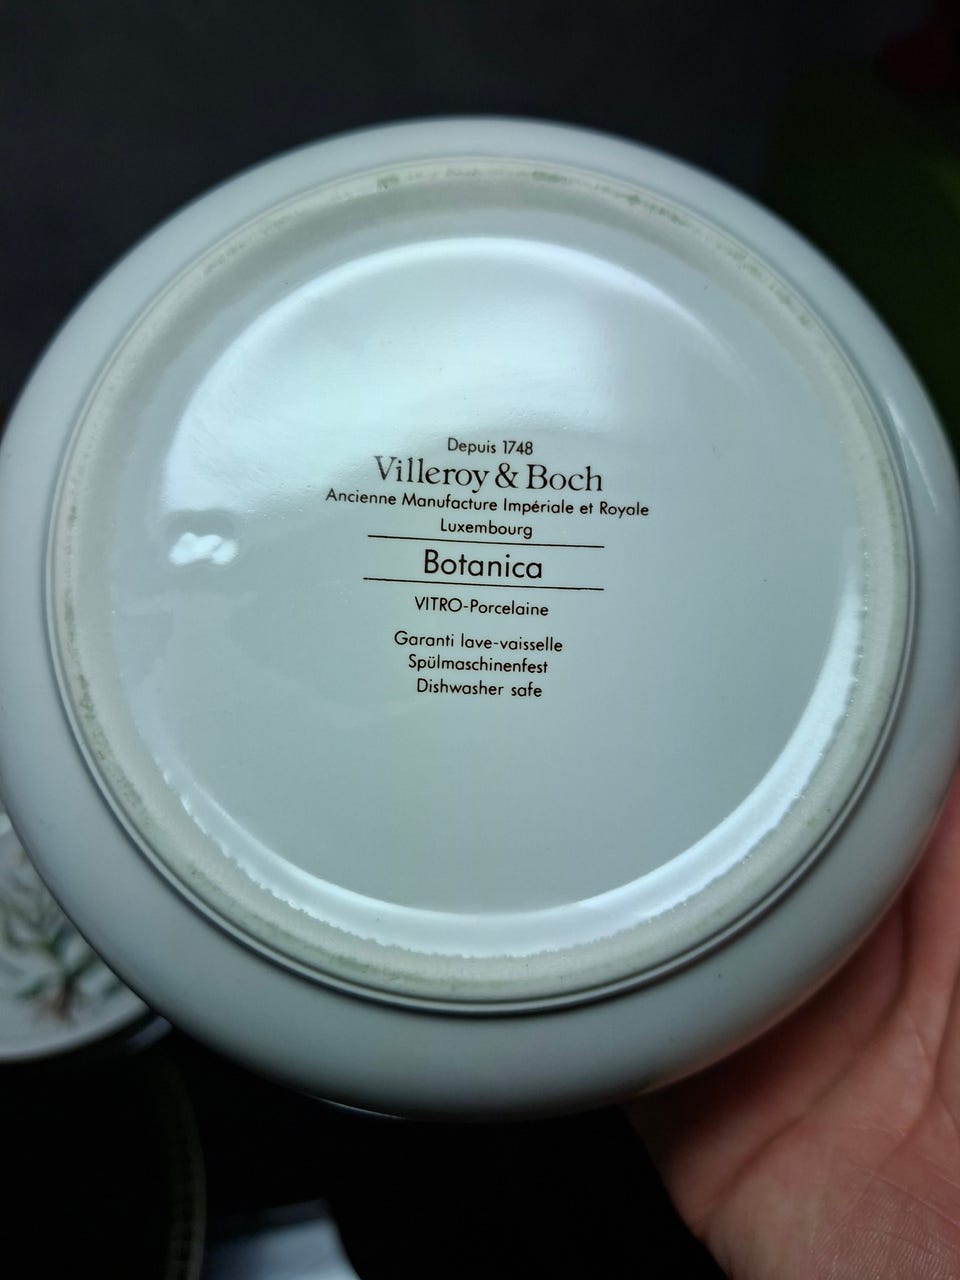 Depuis 1748
Villeroy & Boch
Ancienne Manufacture Impériale et Royale
Luxembourg
Botanica
VITRO-Porcelaine
Garanti lave-vaisselle
Spülmaschinenfest
Dishwasher safe